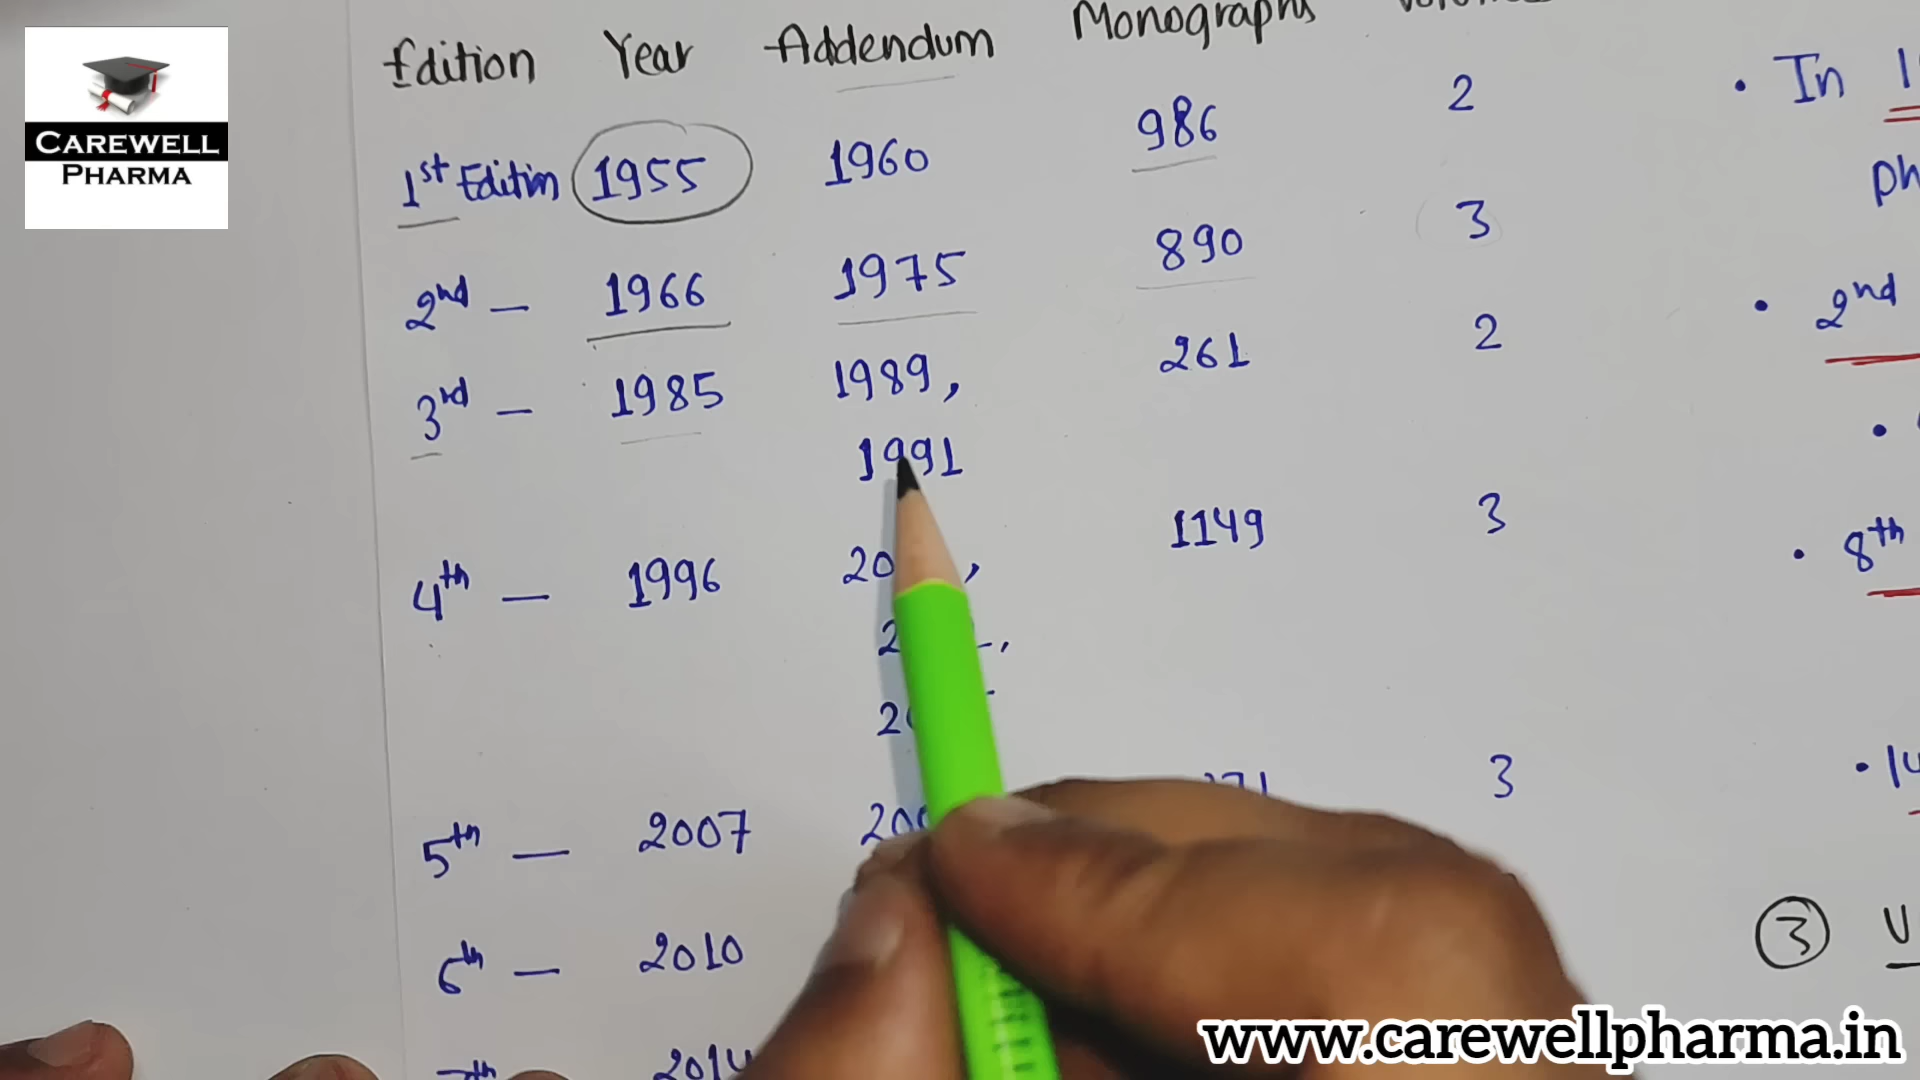 CAREWELL
PHARMA
Edition Year Addendum Monographs
1st Edition 1955 1960 986 2
2nd — 1966 1975 890 3
3rd — 1985 1989, 261 2
1991
4th — 1996 1149 3
5th — 2007 3
6th — 2010
2014
• In
• 2nd
• 8th
③
www.carewellpharma.in